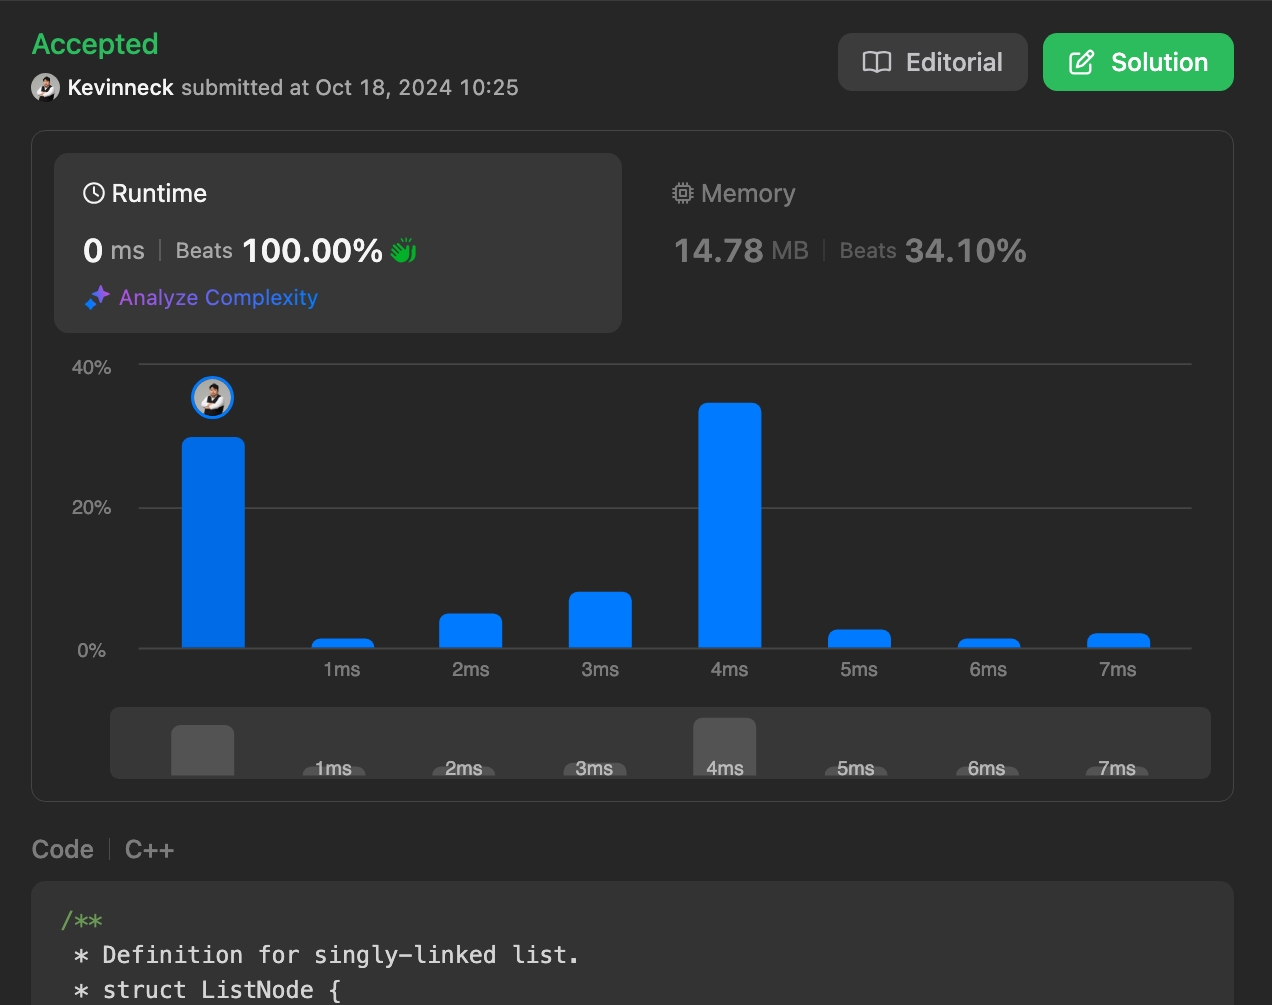 Accepted
Editorial
Solution
Kevinneck submitted at Oct 18, 2024 10:25
Runtime
0 ms | Beats 100.00%
Analyze Complexity
Memory
14.78 MB | Beats 34.10%
40%
20%
0%
1ms 2ms 3ms 4ms 5ms 6ms 7ms
1ms 2ms 3ms 4ms 5ms 6ms 7ms
Code | C++
/**
* Definition for singly-linked list.
* struct ListNode {